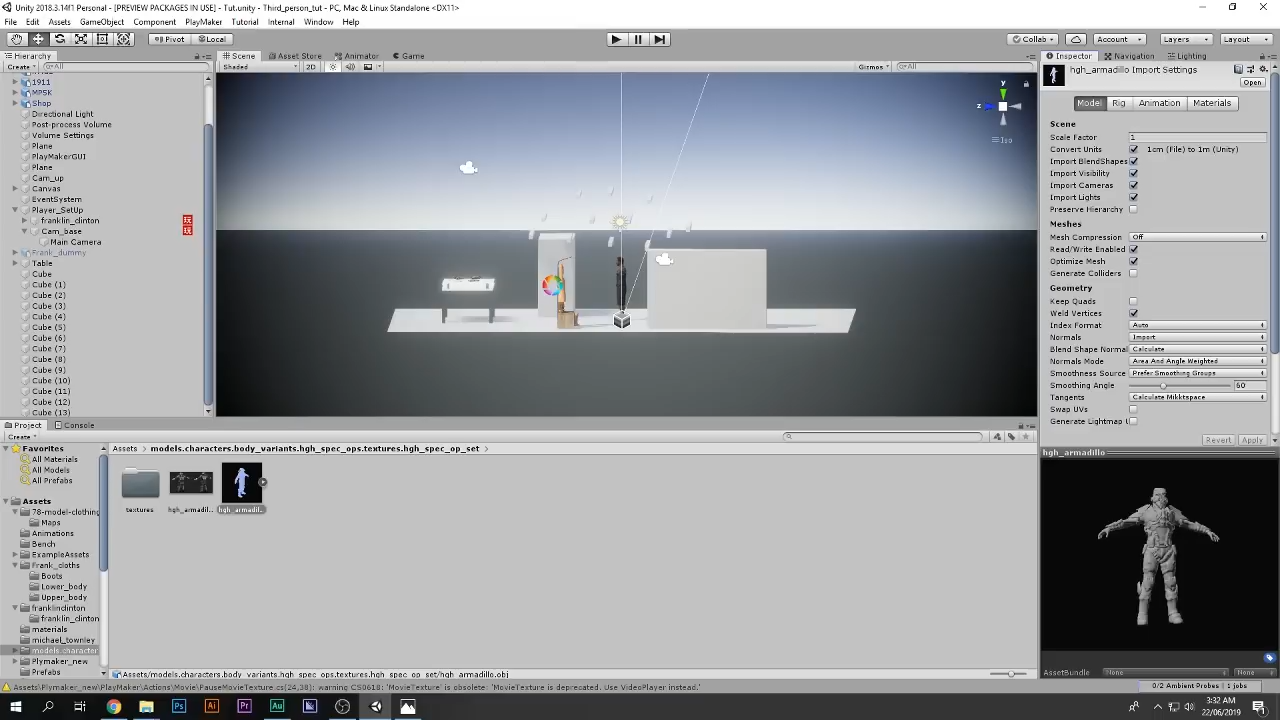 Unity 2018.3.14f1 Personal - [PREVIEW PACKAGES IN USE] - Tut.unity - Third_person_tut - PC, Mac & Linux Standalone <DX11>
File Edit Assets GameObject Component PlayMaker Tutorial Internal Window Help
Pivot Local Collab Account Layers Layout
Hierarchy
Create All
1911
MP5K
Shop
Directional Light
Post-process Volume
Volume Settings
Plane
PlayMakerGUI
Plane
Cam_up
Canvas
EventSystem
Player_SetUp
franklin_clinton
Cam_base
Main Camera
Frank_dummy
Table
Cube
Cube (1)
Cube (2)
Cube (3)
Cube (4)
Cube (5)
Cube (6)
Cube (7)
Cube (8)
Cube (9)
Cube (10)
Cube (11)
Cube (12)
Cube (13)
Scene Asset Store Animator Game
Shaded 2D Gizmos All
y
z
Iso
Inspector Navigation Lighting
hgh_armadillo Import Settings
Open
Model Rig Animation Materials
Scene
Scale Factor 1
Convert Units 1cm (File) to 1m (Unity)
Import BlendShapes
Import Visibility
Import Cameras
Import Lights
Preserve Hierarchy
Meshes
Mesh Compression Off
Read/Write Enabled
Optimize Mesh
Generate Colliders
Geometry
Keep Quads
Weld Vertices
Index Format Auto
Normals Import
Blend Shape Normal Calculate
Normals Mode Area And Angle Weighted
Smoothness Source Prefer Smoothing Groups
Smoothing Angle 60
Tangents Calculate Mikktspace
Swap UVs
Generate Lightmap
Revert Apply
hgh_armadillo
AssetBundle None None
Project Console
Create
Favorites
All Materials
All Models
All Prefabs
Assets
78-model-clothing
Maps
Animations
Bench
ExampleAssets
Frank_cloths
Boots
Lower_body
Upper_body
franklinclinton
franklin_clinton
materials
michael_townley
models.character
Plymaker_new
Prefabs
Assets > models.characters.body_variants.hgh_spec_ops.textures.hgh_spec_op_set >
textures hgh_armadil... hgh_armadil...
Assets/models.characters.body_variants.hgh_spec_ops.textures.hgh_spec_op_set/hgh_armadillo.obj
Assets\Plymaker_new\PlayMaker\Actions\Movie\PauseMovieTexture.cs(24,38): warning CS0618: 'MovieTexture' is obsolete: 'MovieTexture is deprecated. Use VideoPlayer instead.'
0/2 Ambient Probes | 1 jobs
Ps Ai Pr Au
3:32 AM
22/06/2019